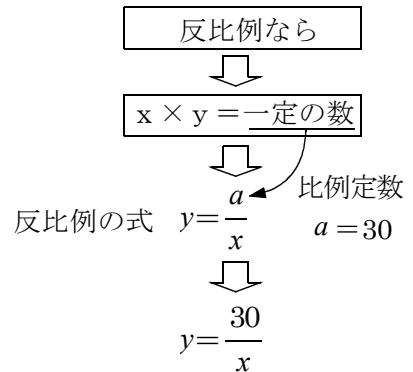 反比例なら
x × y =一定の数
反比例の式 y=a/x
比例定数
a =30
y=30/x